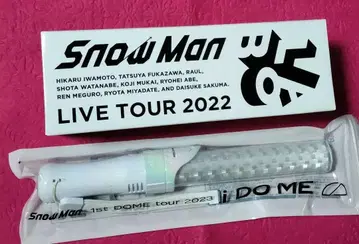 Snow Man
HIKARU IWAMOTO, TATSUYA FUKAZAWA, RAUL,
SHOTA WATANABE, KOJI MUKAI, RYOHEI ABE,
REN MEGURO, RYOTA MIYADATE, AND DAISUKE SAKUMA.
LIVE TOUR 2022
Snow Man
1st DOME tour 2023
i DO ME